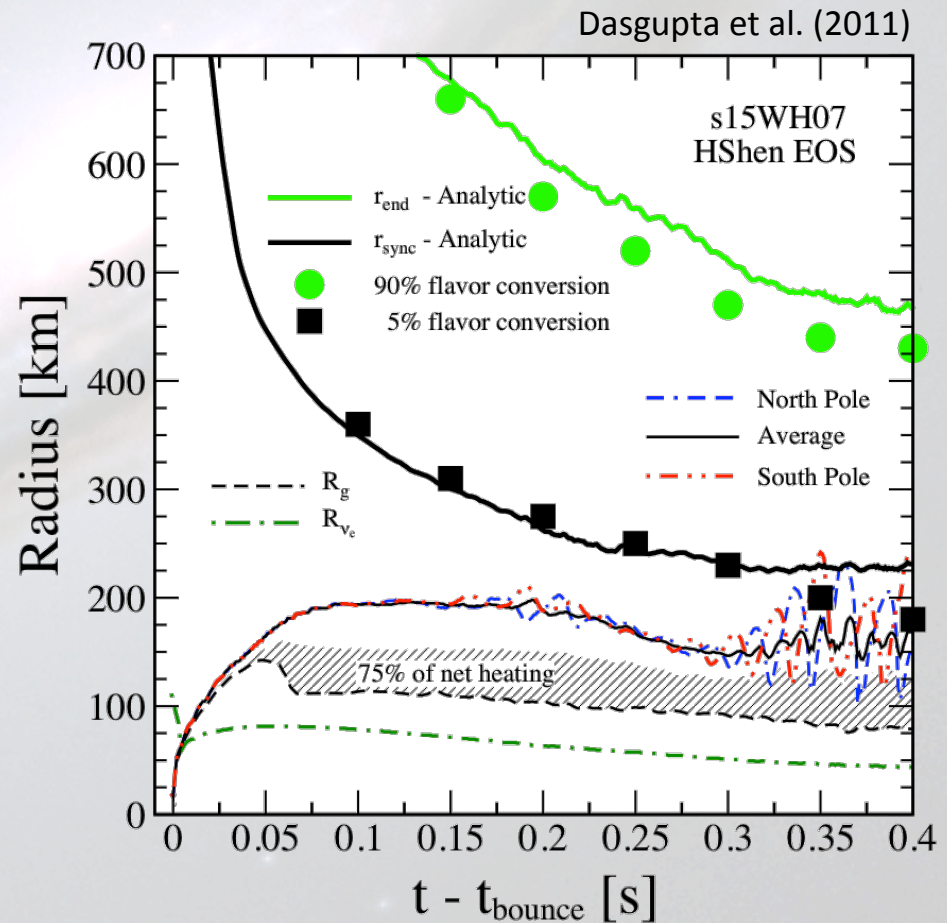 Dasgupta et al. (2011)
700
600
500
400
300
200
100
0
Radius [km]
s15WH07
HShen EOS
r_end - Analytic
r_sync - Analytic
90% flavor conversion
5% flavor conversion
North Pole
Average
South Pole
R_g
R_νe
75% of net heating
0 0.05 0.1 0.15 0.2 0.25 0.3 0.35 0.4
t - t_bounce [s]